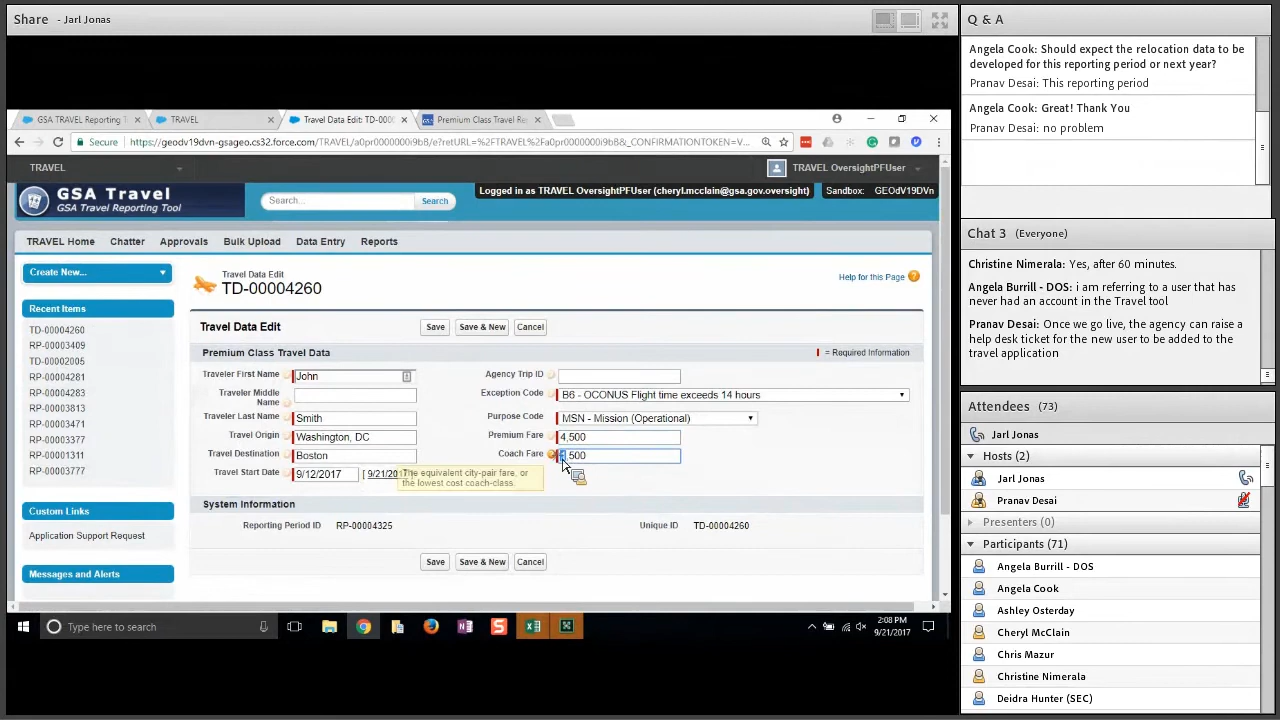 Share - Jarl Jonas
GSA TRAVEL Reporting T
TRAVEL
Travel Data Edit: TD-000
Premium Class Travel Re
Secure
https://geodv19dvn-gsageo.cs32.force.com/TRAVEL/a0pr0000000i9b8/e?retURL=%2FTRAVEL%2Fa0pr0000000i9b8&_CONFIRMATIONTOKEN=V...
TRAVEL
TRAVEL OversightPFUser
GSA Travel
GSA Travel Reporting Tool
Search...
Search
Logged in as TRAVEL OversightPFUser (cheryl.mcclain@gsa.gov.oversight)
Sandbox: GEOdV19DVn
TRAVEL Home
Chatter
Approvals
Bulk Upload
Data Entry
Reports
Create New...
Recent Items
TD-00004260
RP-00003409
TD-00002005
RP-00004281
RP-00004283
RP-00003813
RP-00003471
RP-00003377
RP-00004311
RP-00003777
Custom Links
Application Support Request
Messages and Alerts
Travel Data Edit
TD-00004260
Help for this Page
Travel Data Edit
Save
Save & New
Cancel
Premium Class Travel Data
= Required Information
Traveler First Name John
Traveler Middle
Name
Traveler Last Name Smith
Travel Origin Washington, DC
Travel Destination Boston
Travel Start Date 9/12/2017 [ 9/21/201
Agency Trip ID
Exception Code B6 - OCONUS Flight time exceeds 14 hours
Purpose Code MSN - Mission (Operational)
Premium Fare 4,500
Coach Fare 500
The equivalent city-pair fare, or
the lowest cost coach-class.
System Information
Reporting Period ID RP-00004325
Unique ID TD-00004260
Save
Save & New
Cancel
Type here to search
2:08 PM
9/21/2017
Q & A
Angela Cook: Should expect the relocation data to be
developed for this reporting period or next year?
Pranav Desai: This reporting period
Angela Cook: Great! Thank You
Pranav Desai: no problem
Chat 3 (Everyone)
Christine Nimerala: Yes, after 60 minutes
Angela Burrill - DOS: i am referring to a user that has
never had an account in the Travel tool
Pranav Desai: Once we go live, the agency can raise a
help desk ticket for the new user to be added to the
travel application
Attendees (73)
Jarl Jonas
Hosts (2)
Jarl Jonas
Pranav Desai
Presenters (0)
Participants (71)
Angela Burrill - DOS
Angela Cook
Ashley Osterday
Cheryl McClain
Chris Mazur
Christine Nimerala
Deidra Hunter (SEC)